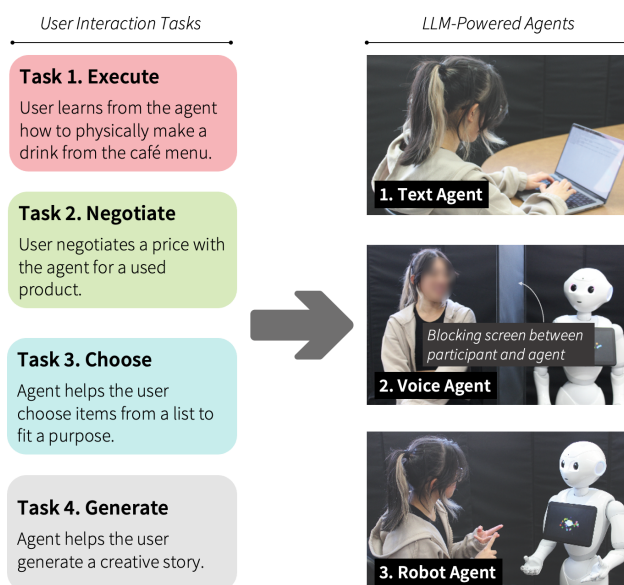 User Interaction Tasks
Task 1. Execute
User learns from the agent
how to physically make a
drink from the café menu.
Task 2. Negotiate
User negotiates a price with
the agent for a used
product.
Task 3. Choose
Agent helps the user
choose items from a list to
fit a purpose.
Task 4. Generate
Agent helps the user
generate a creative story.
LLM-Powered Agents
1. Text Agent
Blocking screen between
participant and agent
2. Voice Agent
3. Robot Agent